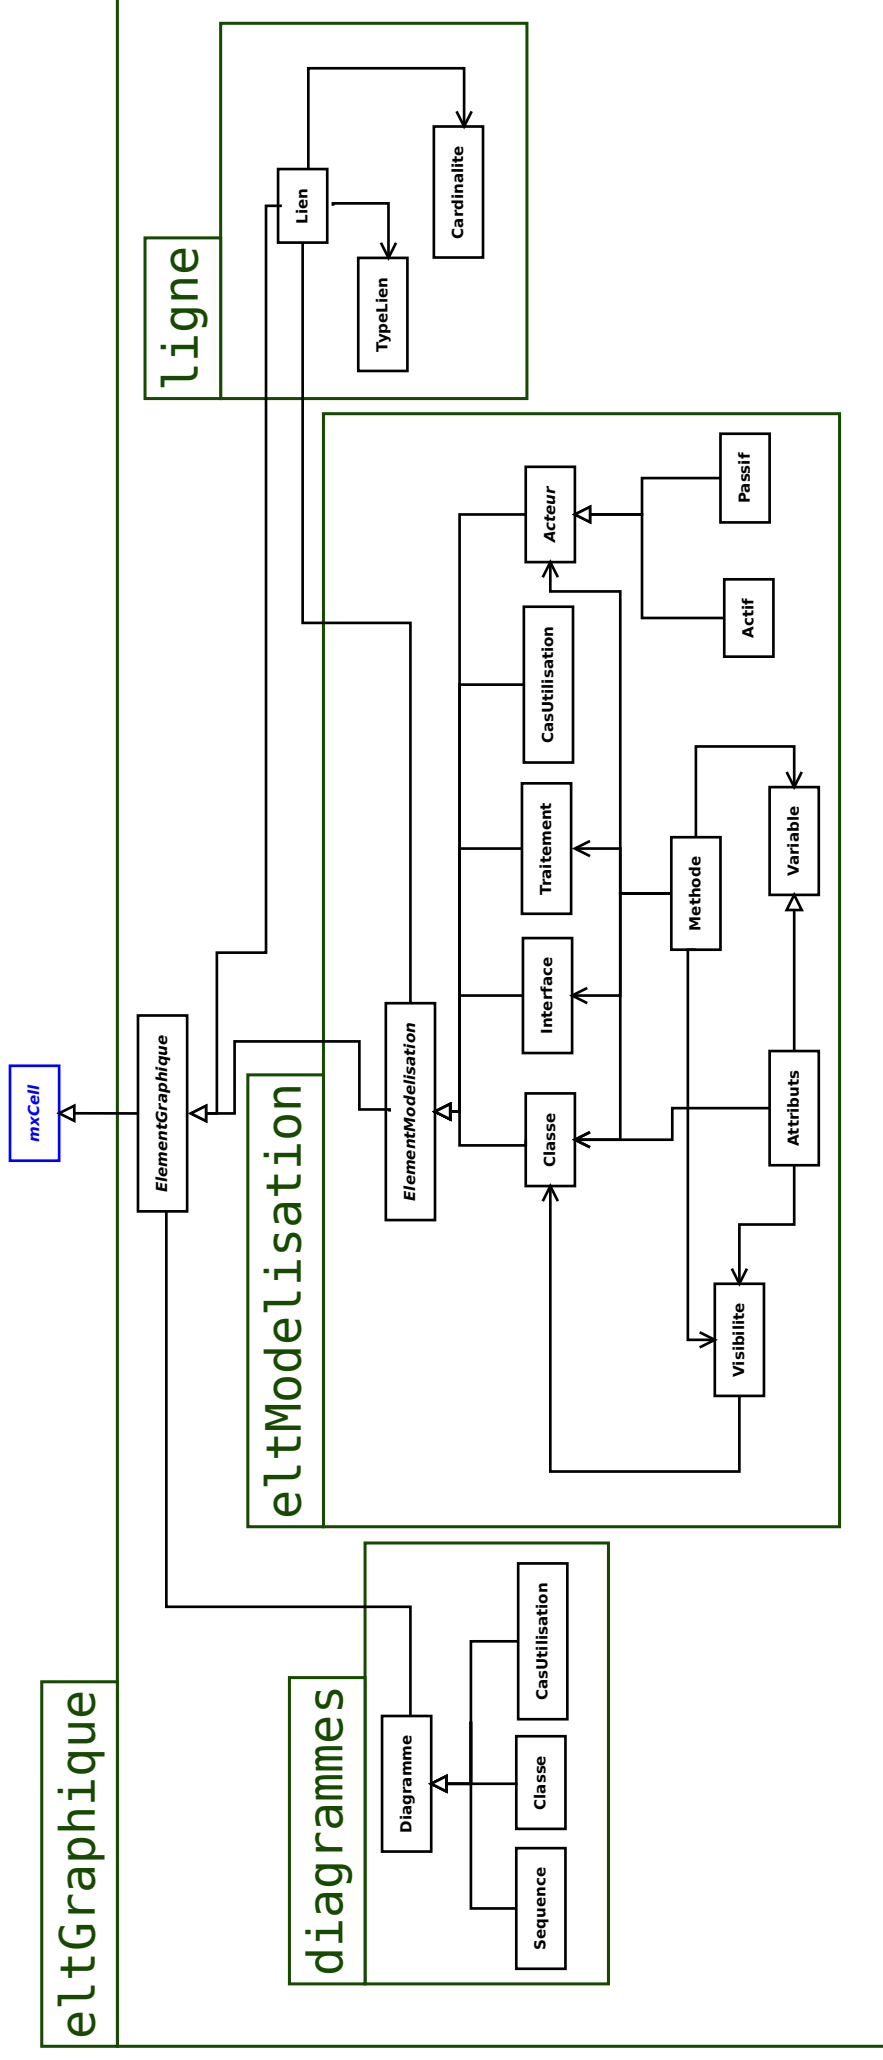 eltGraphique
mxCell
ElementGraphique
diagrammes
Diagramme
Sequence
Classe
CasUtilisation
eltModelisation
ElementModelisation
Classe
Interface
Traitement
CasUtilisation
Acteur
Visibilite
Attributs
Methode
Variable
Actif
Passif
ligne
Lien
TypeLien
Cardinalite